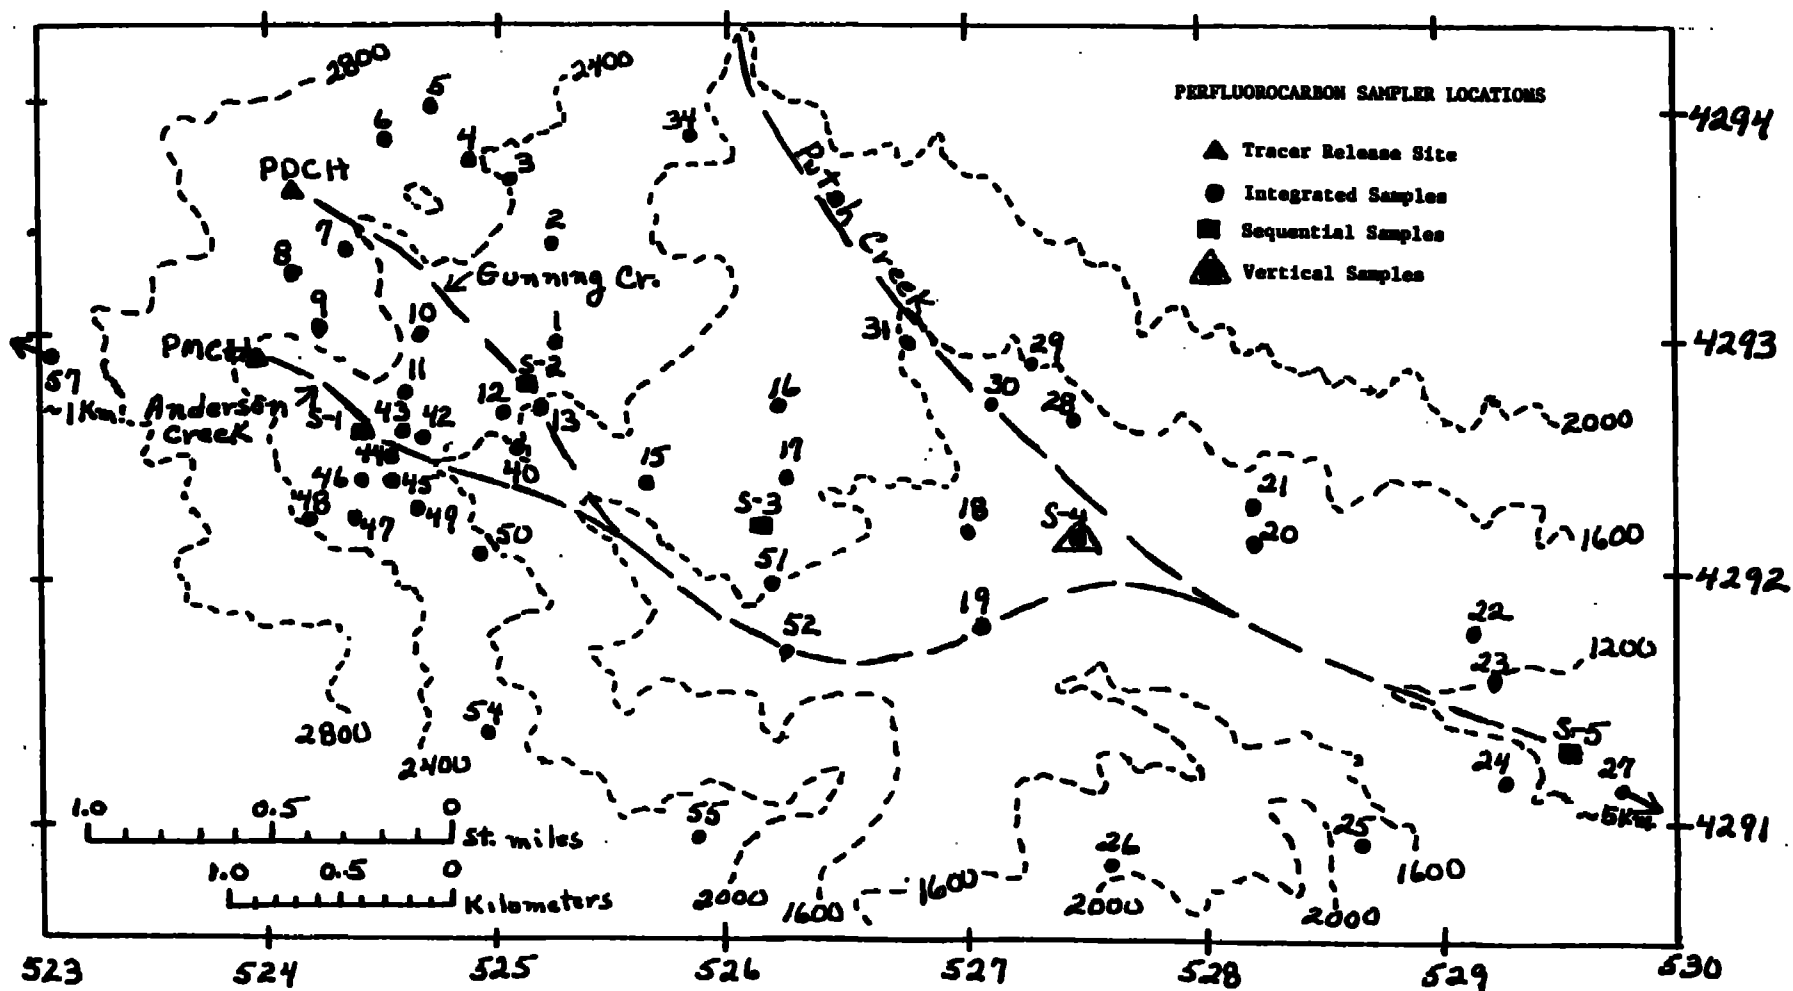 2800
2400
5
6
4
3
34
PERFLUOROCARBON SAMPLER LOCATIONS
4294
Tracer Release Site
PDCH
Putah Creek
Integrated Samples
2
Sequential Samples
7
8
Gunning Cr.
Vertical Samples
9
10
1
31
4293
PMCH
29
57
~1Km.
Anderson
Creek
11
S-2
S-1
43
42
12
13
16
30
28
2000
44
40
15
17
46
45
48
47
49
S-3
18
S-4
21
1600
50
20
51
4292
19
52
22
1200
23
54
2800
2400
S-5
24
27
~5Km.
1.0 0.5 0
St. miles
55
4291
25
26
1.0 0.5 0
Kilometers
2000
1600
1600
2000
1600
2000
523 524 525 526 527 528 529 530